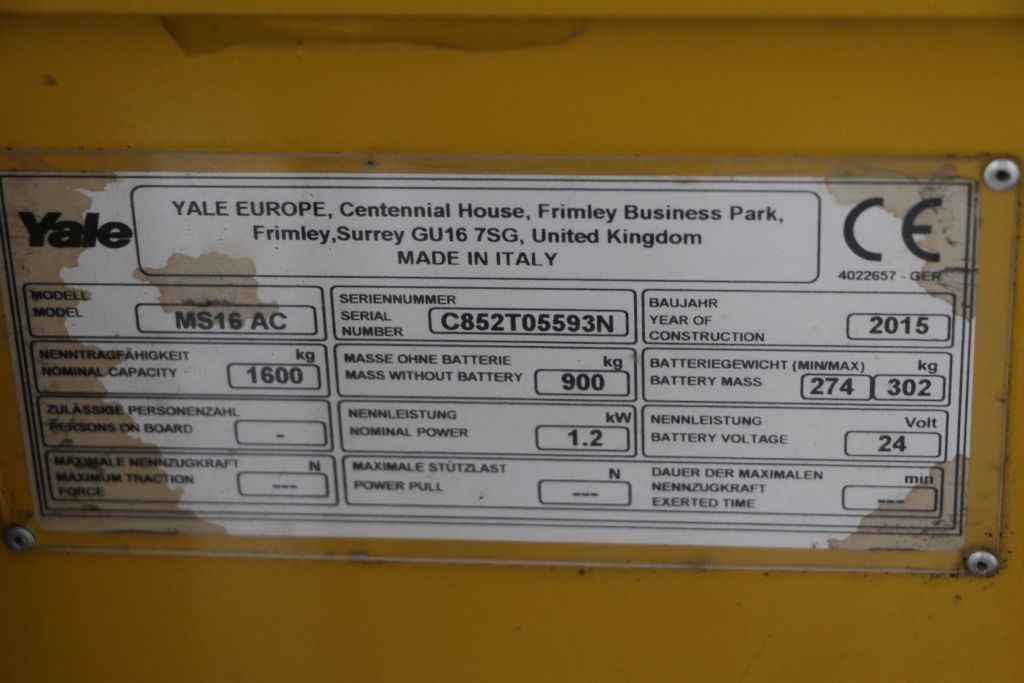 Yale
YALE EUROPE, Centennial House, Frimley Business Park,
Frimley,Surrey GU16 7SG, United Kingdom
MADE IN ITALY
CE
4022657 - GER
MODELL
MODEL
MS16 AC
SERIENNUMMER
SERIAL
NUMBER
C852T05593N
BAUJAHR
YEAR OF
CONSTRUCTION
2015
NENNTRAGFÄHIGKEIT kg
NOMINAL CAPACITY 1600
MASSE OHNE BATTERIE kg
MASS WITHOUT BATTERY 900
BATTERIEGEWICHT (MIN/MAX) kg
BATTERY MASS 274 302
ZULÄSSIGE PERSONENZAHL
PERSONS ON BOARD -
NENNLEISTUNG kW
NOMINAL POWER 1.2
NENNLEISTUNG Volt
BATTERY VOLTAGE 24
MAXIMALE NENNZUGKRAFT N
MAXIMUM TRACTION
FORCE ---
MAXIMALE STÜTZLAST N
POWER PULL ---
DAUER DER MAXIMALEN min
NENNZUGKRAFT
EXERTED TIME ---